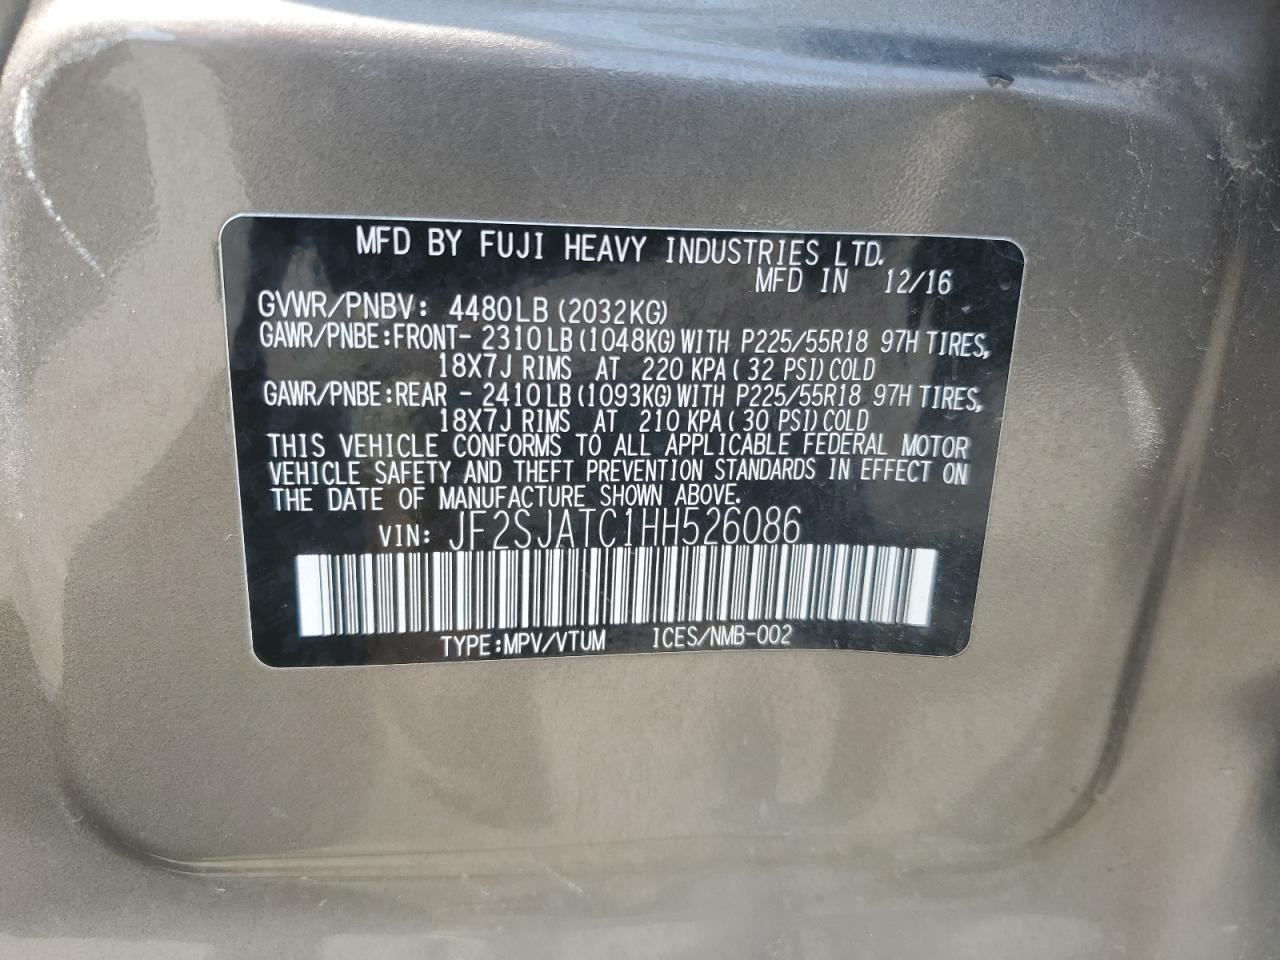 MFD BY FUJI HEAVY INDUSTRIES LTD.
MFD IN 12/16
GVWR/PNBV: 4480LB (2032KG)
GAWR/PNBE:FRONT- 2310LB (1048KG) WITH P225/55R18 97H TIRES,
18X7J RIMS AT 220 KPA ( 32 PSI) COLD
GAWR/PNBE:REAR - 2410LB (1093KG) WITH P225/55R18 97H TIRES,
18X7J RIMS AT 210 KPA ( 30 PSI) COLD
THIS VEHICLE CONFORMS TO ALL APPLICABLE FEDERAL MOTOR
VEHICLE SAFETY AND THEFT PREVENTION STANDARDS IN EFFECT ON
THE DATE OF MANUFACTURE SHOWN ABOVE.
VIN: JF2SJATC1HH526086
TYPE:MPV/VTUM ICES/NMB-002